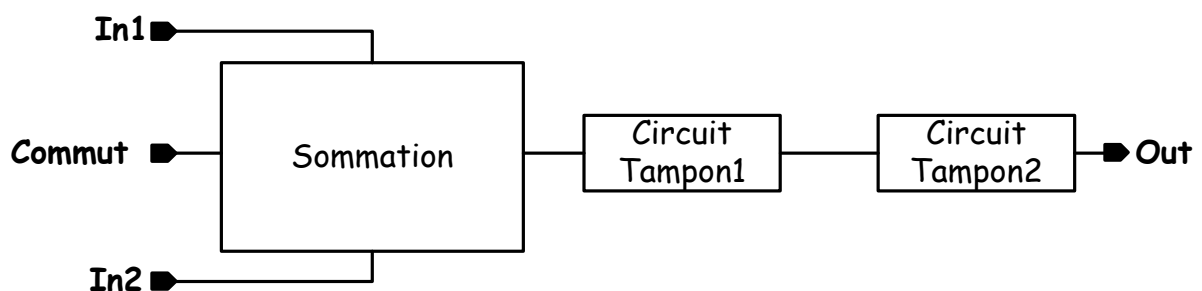 In1
Commut
Sommation
Circuit
Tampon1
Circuit
Tampon2
Out
In2